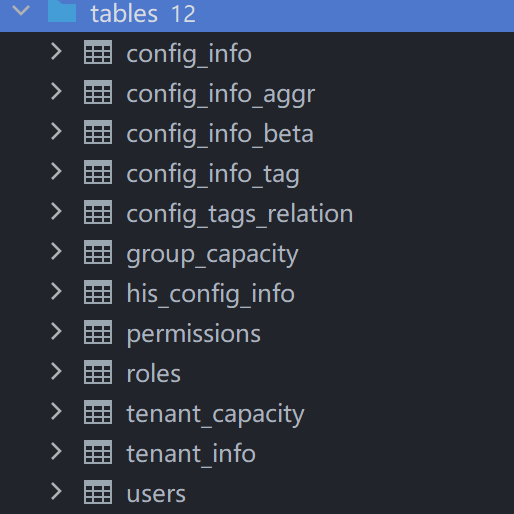 tables 12
config_info
config_info_aggr
config_info_beta
config_info_tag
config_tags_relation
group_capacity
his_config_info
permissions
roles
tenant_capacity
tenant_info
users